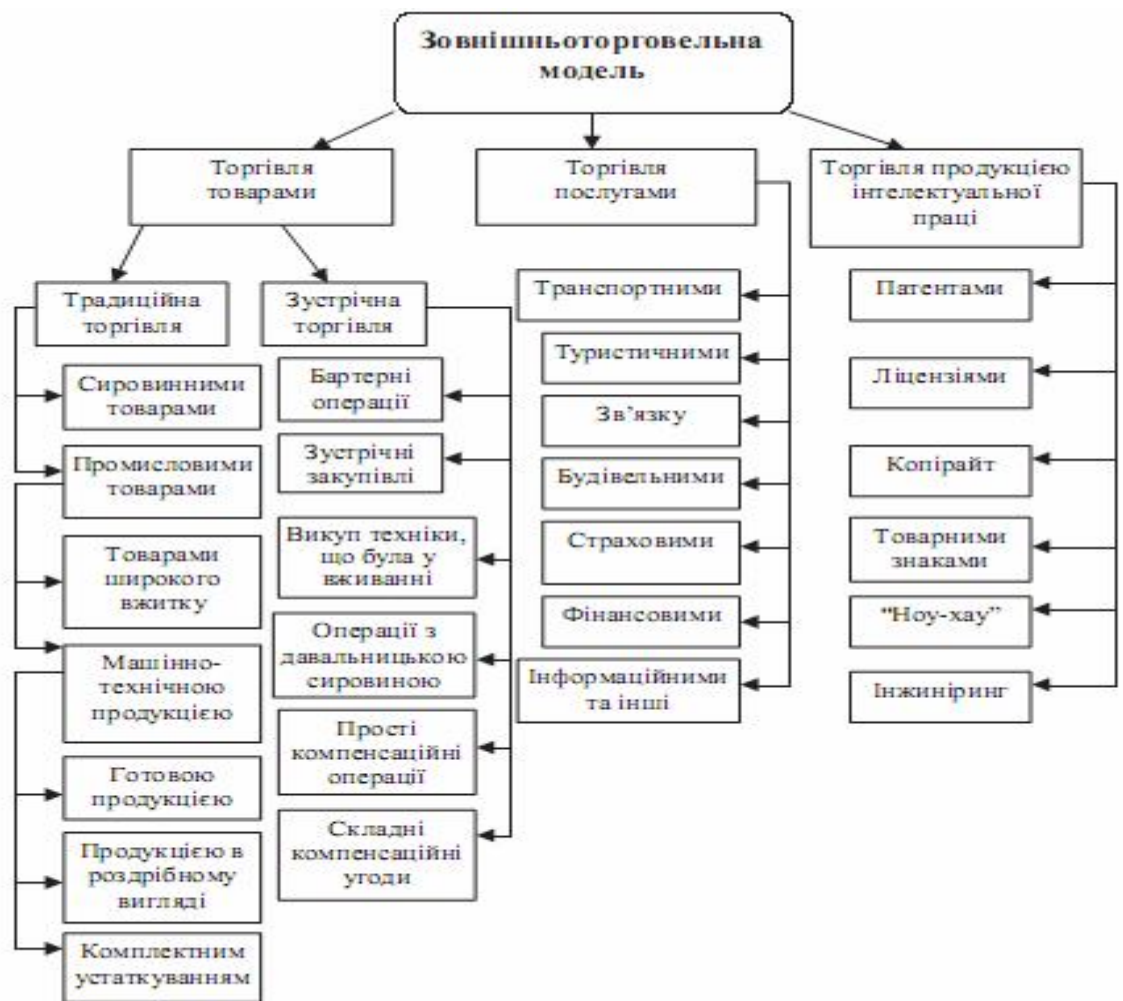 Зовнішньоторговельна
модель
Торгівля
товарами
Торгівля
послугами
Торгівля продукцією
інтелектуальної
праці
Традиційна
торгівля
Зустрічна
торгівля
Сировинними
товарами
Промисловими
товарами
Товарами
широкого
вжитку
Машинно-
технічною
продукцією
Готовою
продукцією
Продукцією в
роздрібному
вигляді
Комплектним
устаткуванням
Бартерні
операції
Зустрічні
закупівлі
Викуп техніки,
що була у
вживанні
Операції з
давальницькою
сировиною
Прості
компенсаційні
операції
Складні
компенсаційні
угоди
Транспортними
Туристичними
Зв’язку
Будівельними
Страховими
Фінансовими
Інформаційними
та інші
Патентами
Ліцензіями
Копірайт
Товарними
знаками
“Ноу-хау”
Інжиніринг